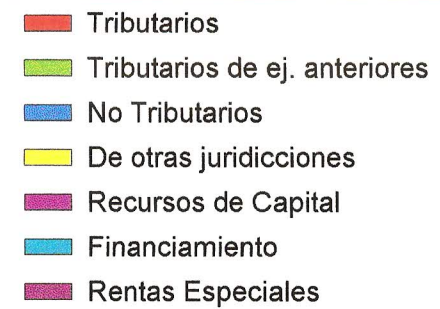 Tributarios
Tributarios de ej. anteriores
No Tributarios
De otras juridicciones
Recursos de Capital
Financiamiento
Rentas Especiales